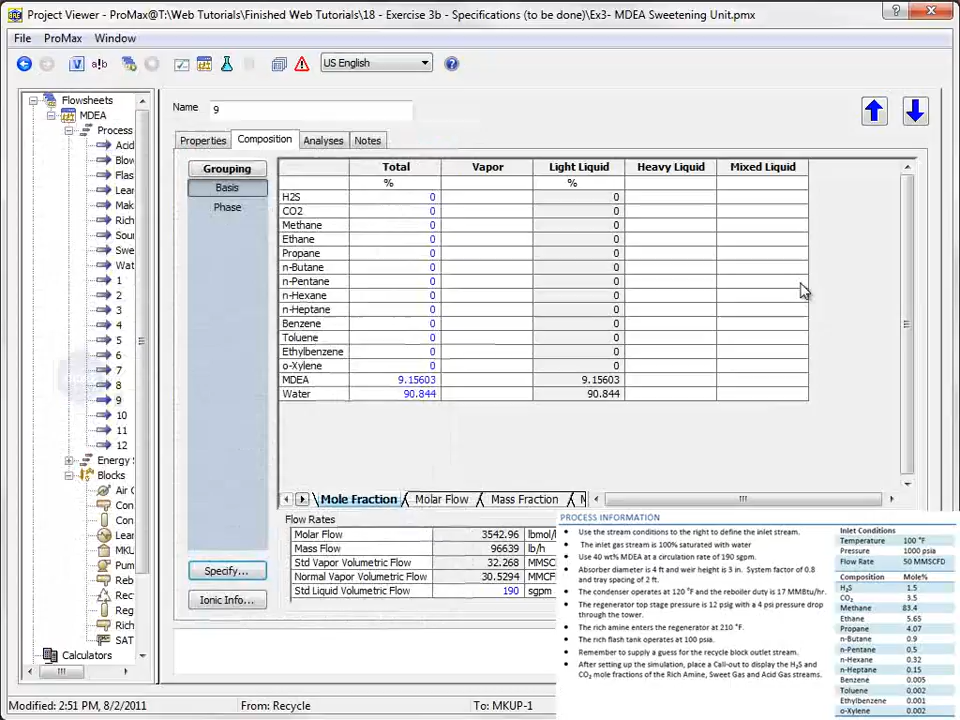 Project Viewer - ProMax@T:\Web Tutorials\Finished Web Tutorials\18 - Exercise 3b - Specifications (to be done)\Ex3- MDEA Sweetening Unit.pmx
File ProMax Window
US English
Flowsheets
MDEA
Process
Acid
Blow
Flas
Lear
Mak
Rich
Sou
Swe
Wat
1
2
3
4
5
6
7
8
9
10
11
12
Energy S
Blocks
Air C
Con
Con
Lear
MKU
Pum
Reb
Recy
Reg
Rich
SAT
Calculators
Name 9
Properties Composition Analyses Notes
Grouping
Basis
Phase
Specify...
Ionic Info...
Total Vapor Light Liquid Heavy Liquid Mixed Liquid
% %
H2S 0 0
CO2 0 0
Methane 0 0
Ethane 0 0
Propane 0 0
n-Butane 0 0
n-Pentane 0 0
n-Hexane 0 0
n-Heptane 0 0
Benzene 0 0
Toluene 0 0
Ethylbenzene 0 0
o-Xylene 0 0
MDEA 9.15603 9.15603
Water 90.844 90.844
Mole Fraction Molar Flow Mass Fraction
Flow Rates
Molar Flow 3542.96 lbmol/
Mass Flow 96639 lb/h
Std Vapor Volumetric Flow 32.268 MMSCF
Normal Vapor Volumetric Flow 30.5294 MMCF
Std Liquid Volumetric Flow 190 sgpm
PROCESS INFORMATION
• Use the stream conditions to the right to define the inlet stream.
• The inlet gas stream is 100% saturated with water
• Use 40 wt% MDEA at a circulation rate of 190 sgpm.
• Absorber diameter is 4 ft and weir height is 3 in. System factor of 0.8
and tray spacing of 2 ft.
• The condenser operates at 120 °F and the reboiler duty is 17 MMBtu/hr.
• The regenerator top stage pressure is 12 psig with a 4 psi pressure drop
through the tower.
• The rich amine enters the regenerator at 210 °F.
• The rich flash tank operates at 100 psia.
• Remember to supply a guess for the recycle block outlet stream.
• After setting up the simulation, place a Call-out to display the H₂S and
CO₂ mole fractions of the Rich Amine, Sweet Gas and Acid Gas streams.
Inlet Conditions
Temperature 100 °F
Pressure 1000 psia
Flow Rate 50 MMSCFD
Composition Mole%
H₂S 1.5
CO₂ 3.5
Methane 83.4
Ethane 5.65
Propane 4.07
n-Butane 0.9
n-Pentane 0.5
n-Hexane 0.32
n-Heptane 0.15
Benzene 0.005
Toluene 0.002
Ethylbenzene 0.001
o-Xylene 0.002
Modified: 2:51 PM, 8/2/2011 From: Recycle To: MKUP-1